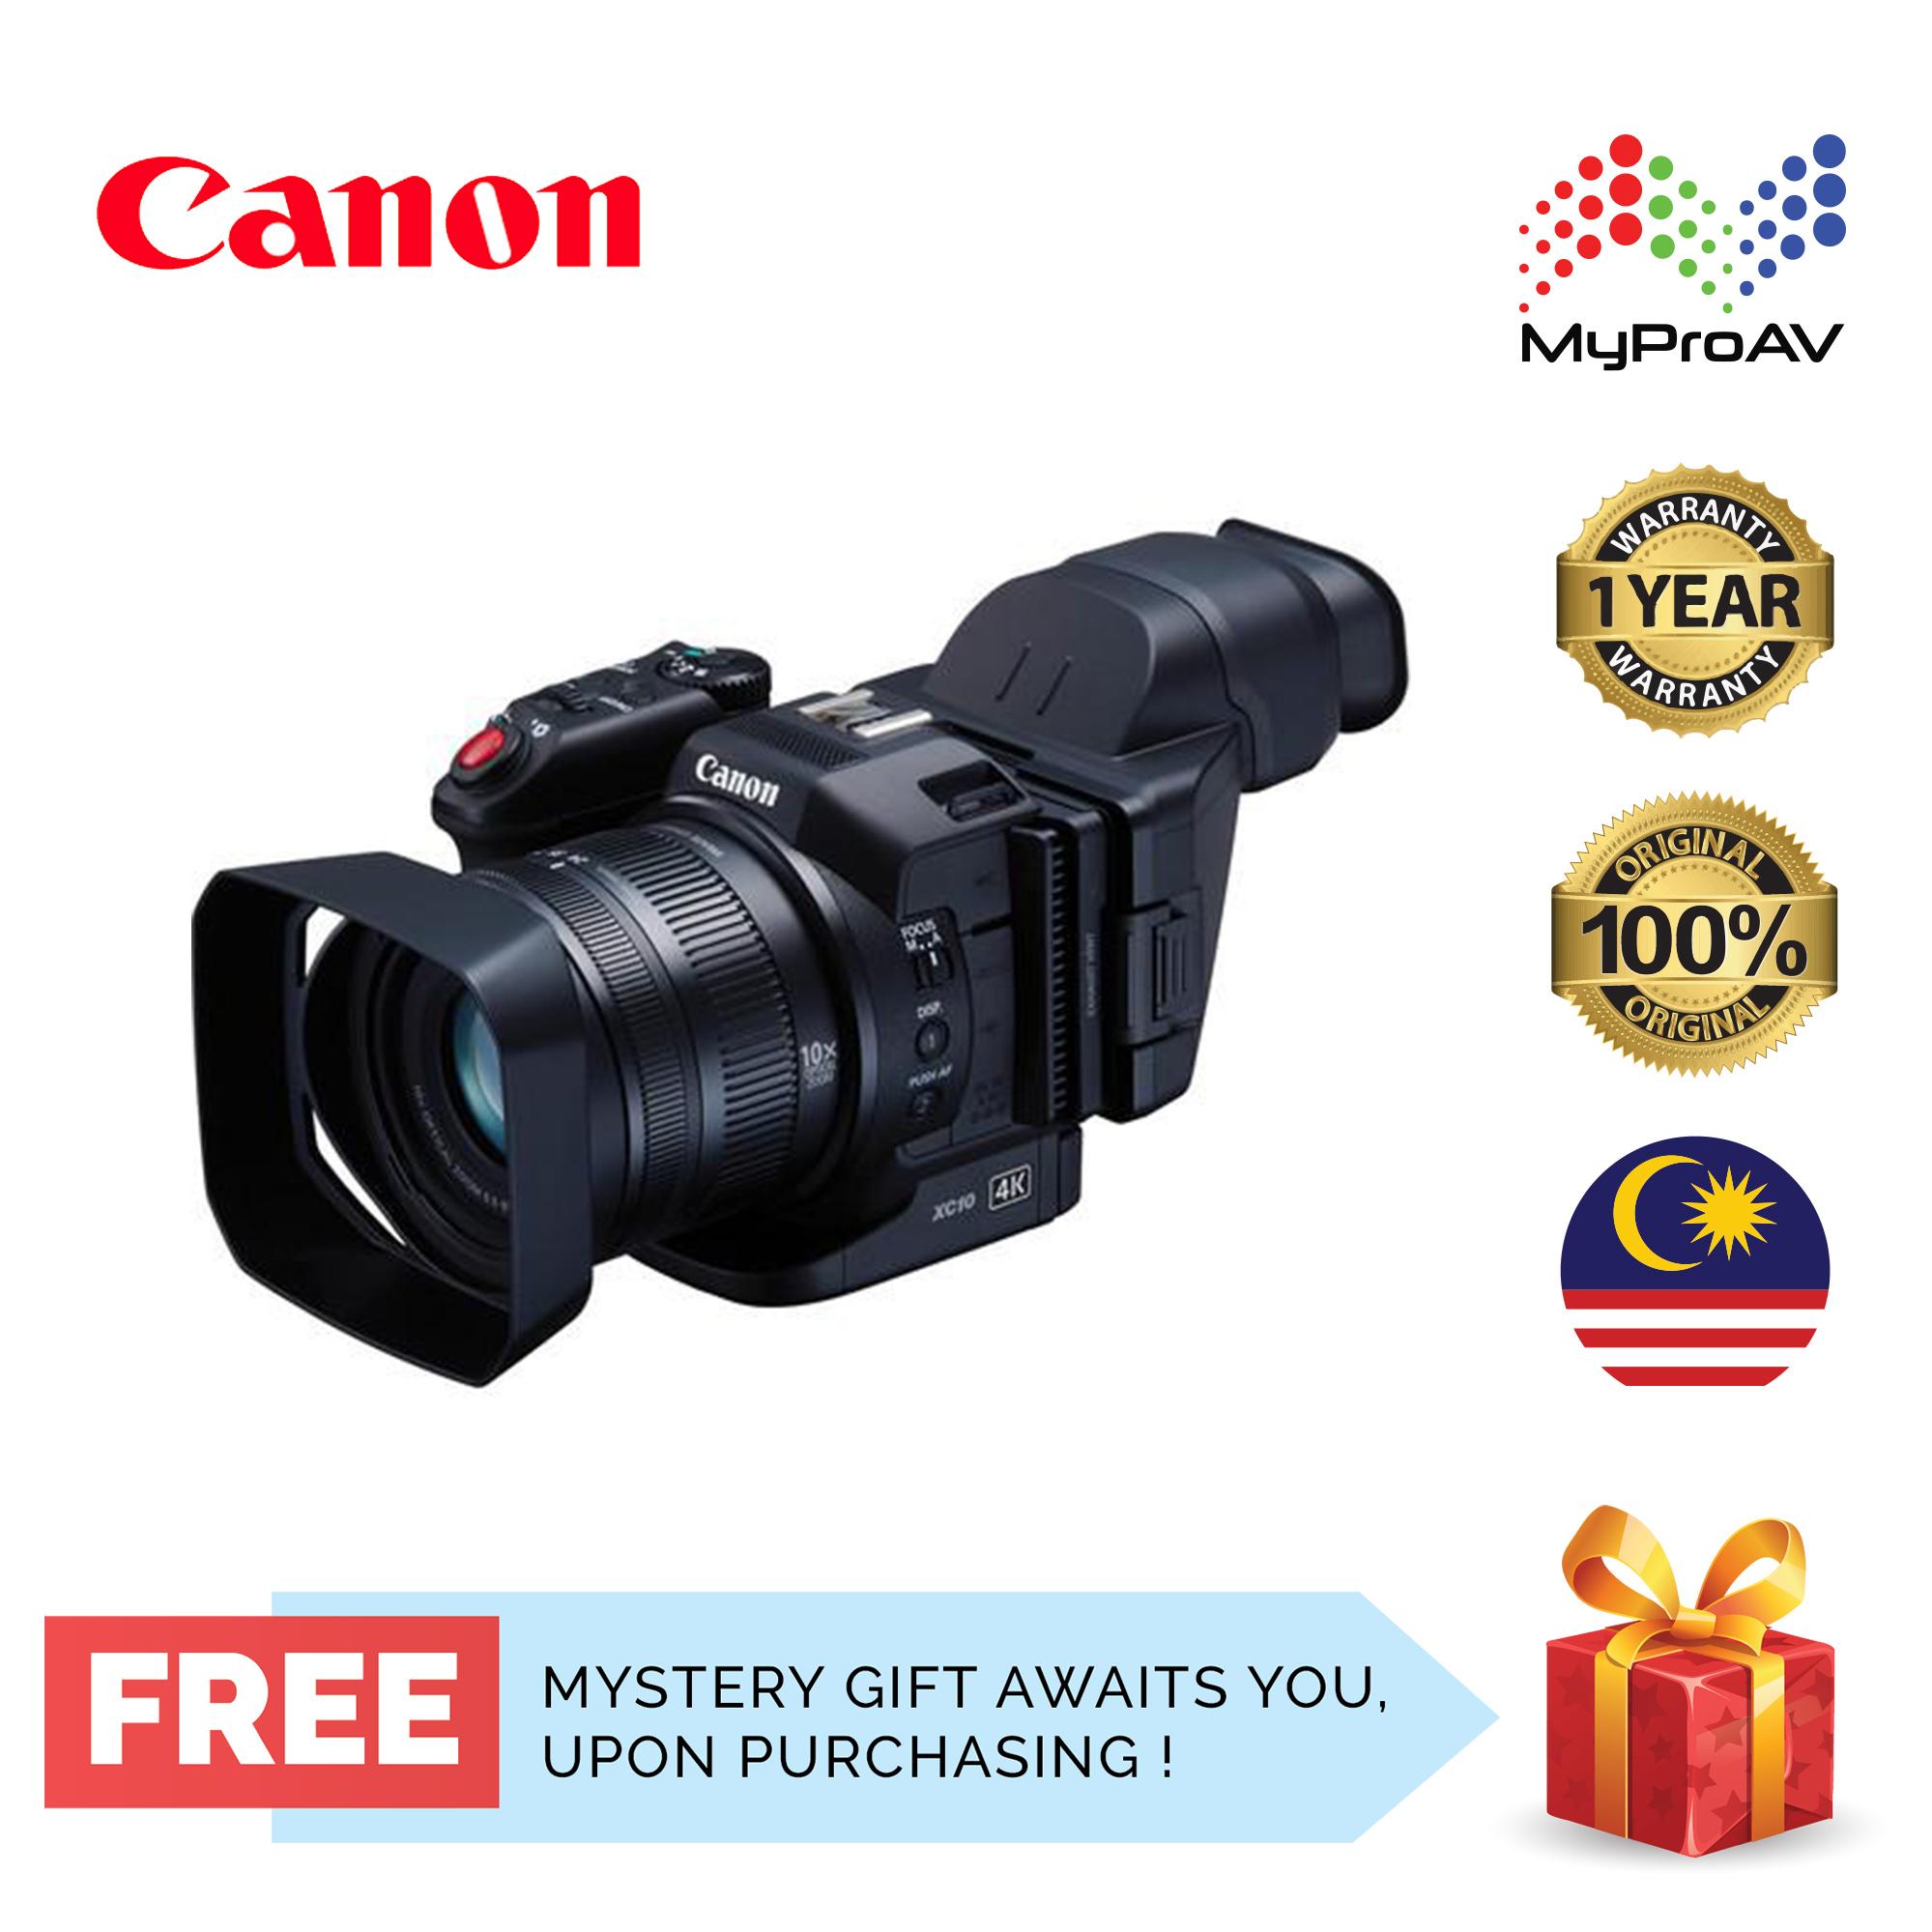 Canon
MyProAV
WARRANTY
1 YEAR
WARRANTY
Canon
FOCUS
M A
DISP.
PUSH AF
10×
XC10 4K
ORIGINAL
100%
ORIGINAL
FREE
MYSTERY GIFT AWAITS YOU,
UPON PURCHASING !